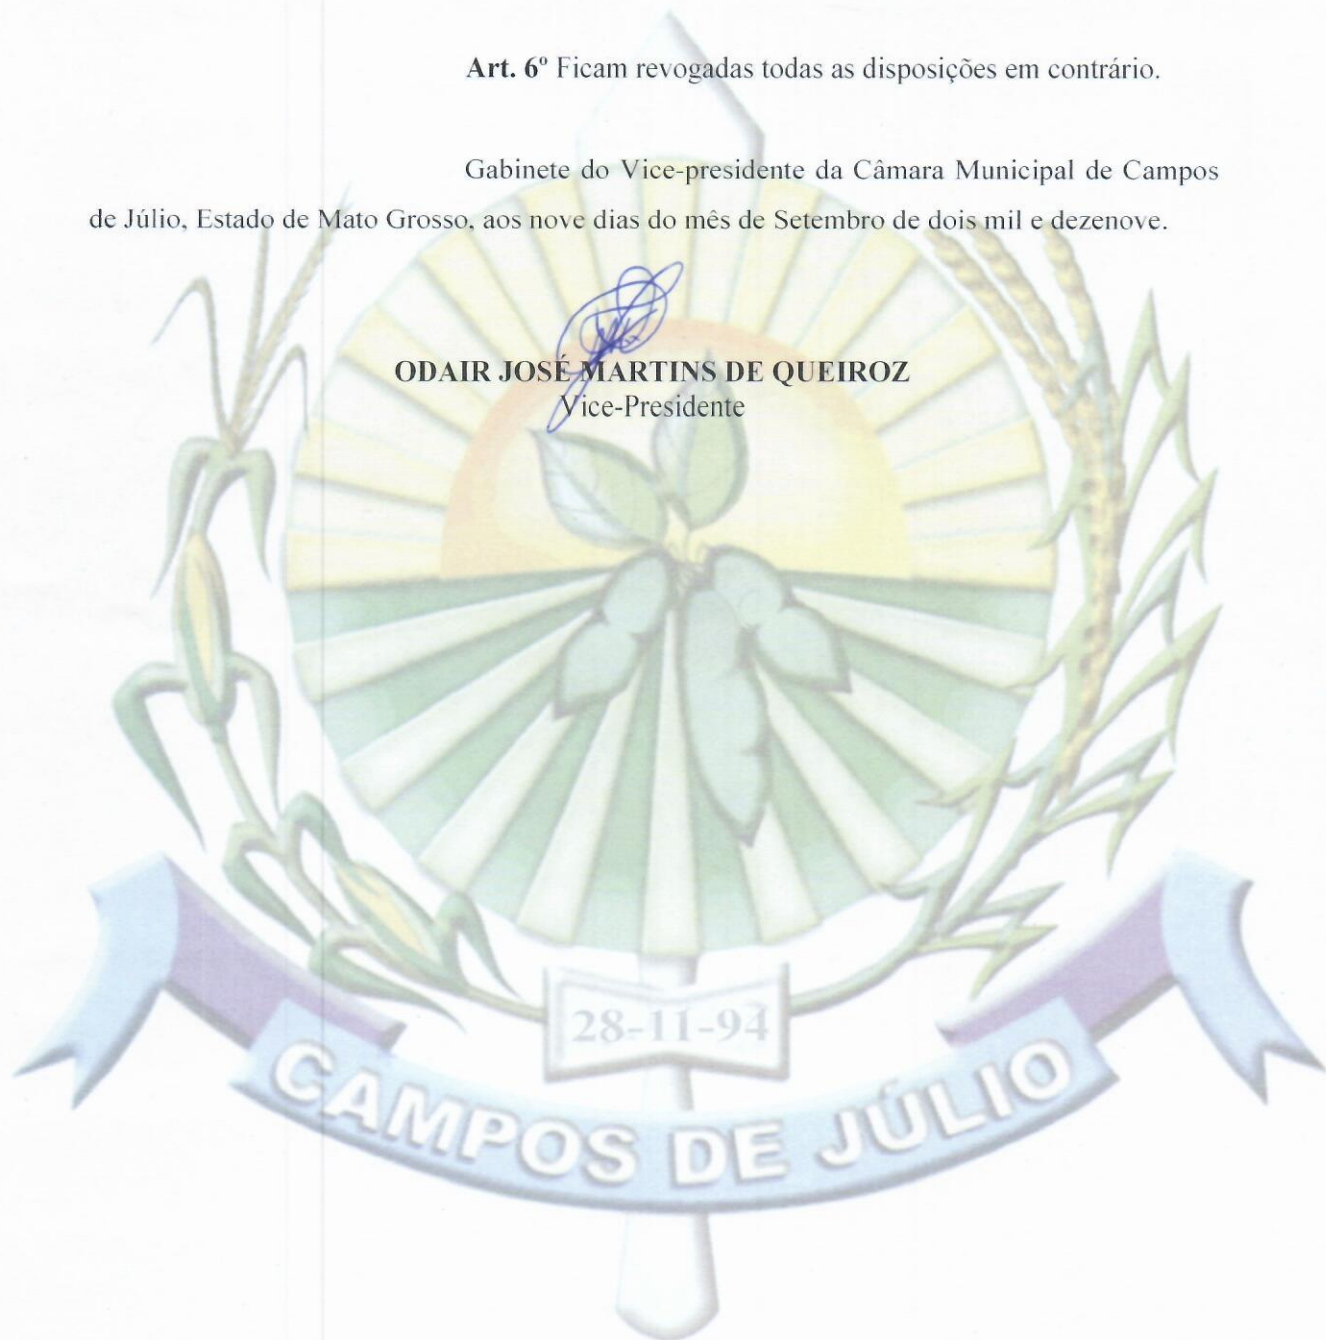 Art. 6º Ficam revogadas todas as disposições em contrário.
Gabinete do Vice-presidente da Câmara Municipal de Campos
de Júlio, Estado de Mato Grosso, aos nove dias do mês de Setembro de dois mil e dezenove.
ODAIR JOSÉ MARTINS DE QUEIROZ
Vice-Presidente
28-11-94
CAMPOS DE JÚLIO